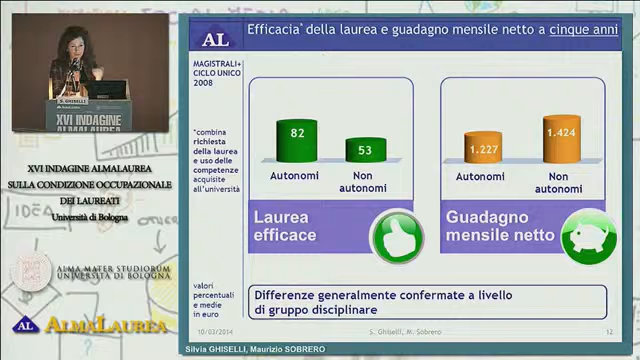 S. GHISELLI
XVI INDAGINE
ALMALAUREA
XVI INDAGINE ALMALAUREA
SULLA CONDIZIONE OCCUPAZIONALE
DEI LAUREATI
Università di Bologna
ALMA MATER STUDIORUM
UNIVERSITÀ DI BOLOGNA
AL ALMALAUREA
IDEA
AL
Efficacia* della laurea e guadagno mensile netto a cinque anni
MAGISTRALI+
CICLO UNICO
2008
*combina
richiesta
della laurea
e uso delle
competenze
acquisite
all'università
82
53
Autonomi
Non
autonomi
Laurea
efficace
1.227
1.424
Autonomi
Non
autonomi
Guadagno
mensile netto
valori
percentuali
e medie
in euro
Differenze generalmente confermate a livello
di gruppo disciplinare
10/03/2014
S. Ghiselli, M. Sobrero
12
Silvia GHISELLI, Maurizio SOBRERO